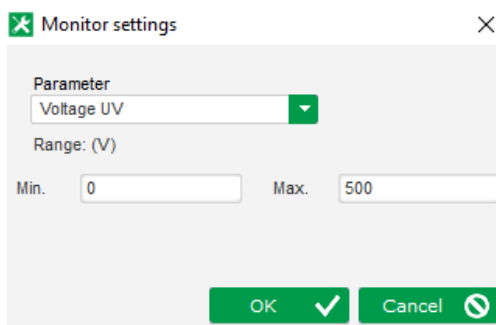 Monitor settings
Parameter
Voltage UV
Range: (V)
Min. 0 Max. 500
OK Cancel